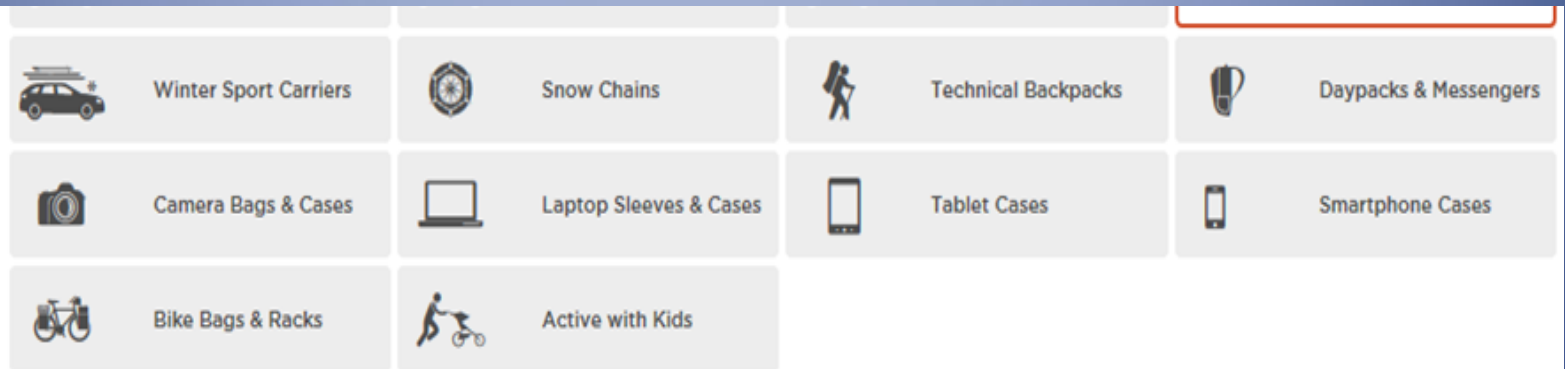 Winter Sport Carriers
Snow Chains
Technical Backpacks
Daypacks & Messengers
Camera Bags & Cases
Laptop Sleeves & Cases
Tablet Cases
Smartphone Cases
Bike Bags & Racks
Active with Kids